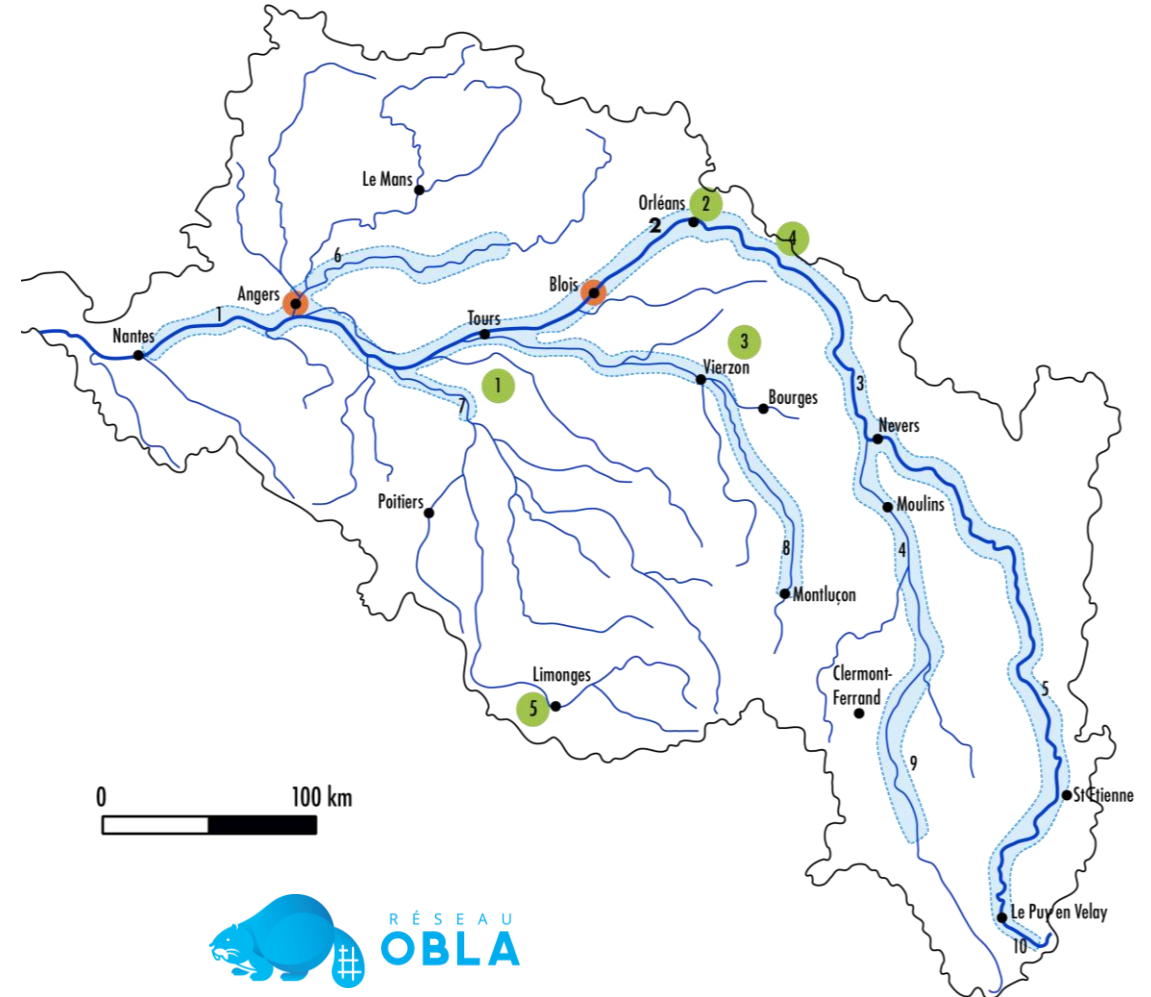 Le Mans
Orléans
2
2
4
6
Angers
Blois
1
Nantes
Tours
3
Vierzon
1
3
7
Bourges
Nevers
Poitiers
Moulins
8
4
Montluçon
Limonges
Clermont-
Ferrand
5
5
9
0 100 km
St Etienne
Le Puy en Velay
10
RÉSEAU
OBLA